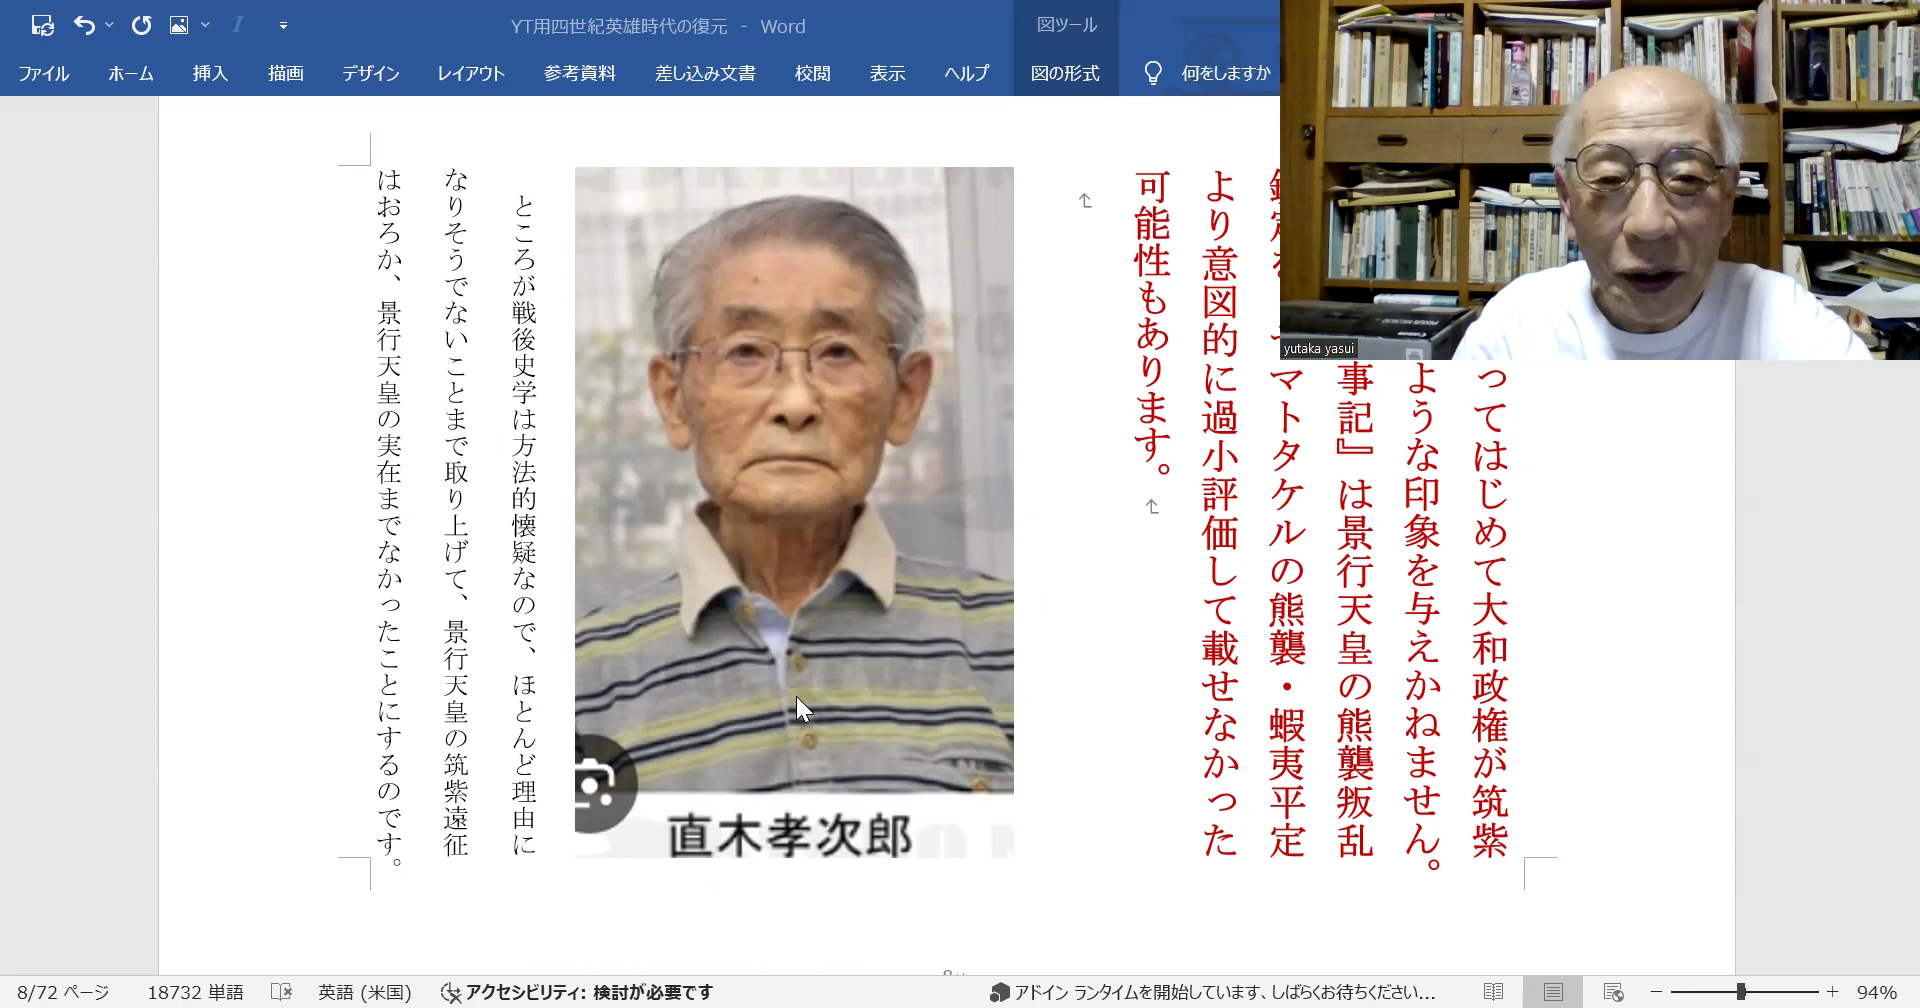 YT用四世紀英雄時代の復元 - Word
図ツール
ファイル
ホーム
挿入
描画
デザイン
レイアウト
参考資料
差し込み文書
校閲
表示
ヘルプ
図の形式
何をしますか
yutaka yasui
ってはじめて大和政権が筑紫
ような印象を与えかねません。
事記』は景行天皇の熊襲叛乱
マトタケルの熊襲・蝦夷平定
より意図的に過小評価して載せなかった
可能性もあります。
直木孝次郎
ところが戦後史学は方法的懐疑なので、ほとんど理由に
なりそうでないことまで取り上げて、景行天皇の筑紫遠征
はおろか、景行天皇の実在までなかったことにするのです。
8/72 ページ
18732 単語
英語 (米国)
アクセシビリティ: 検討が必要です
アドイン ランタイムを開始しています、しばらくお待ちください...
94%